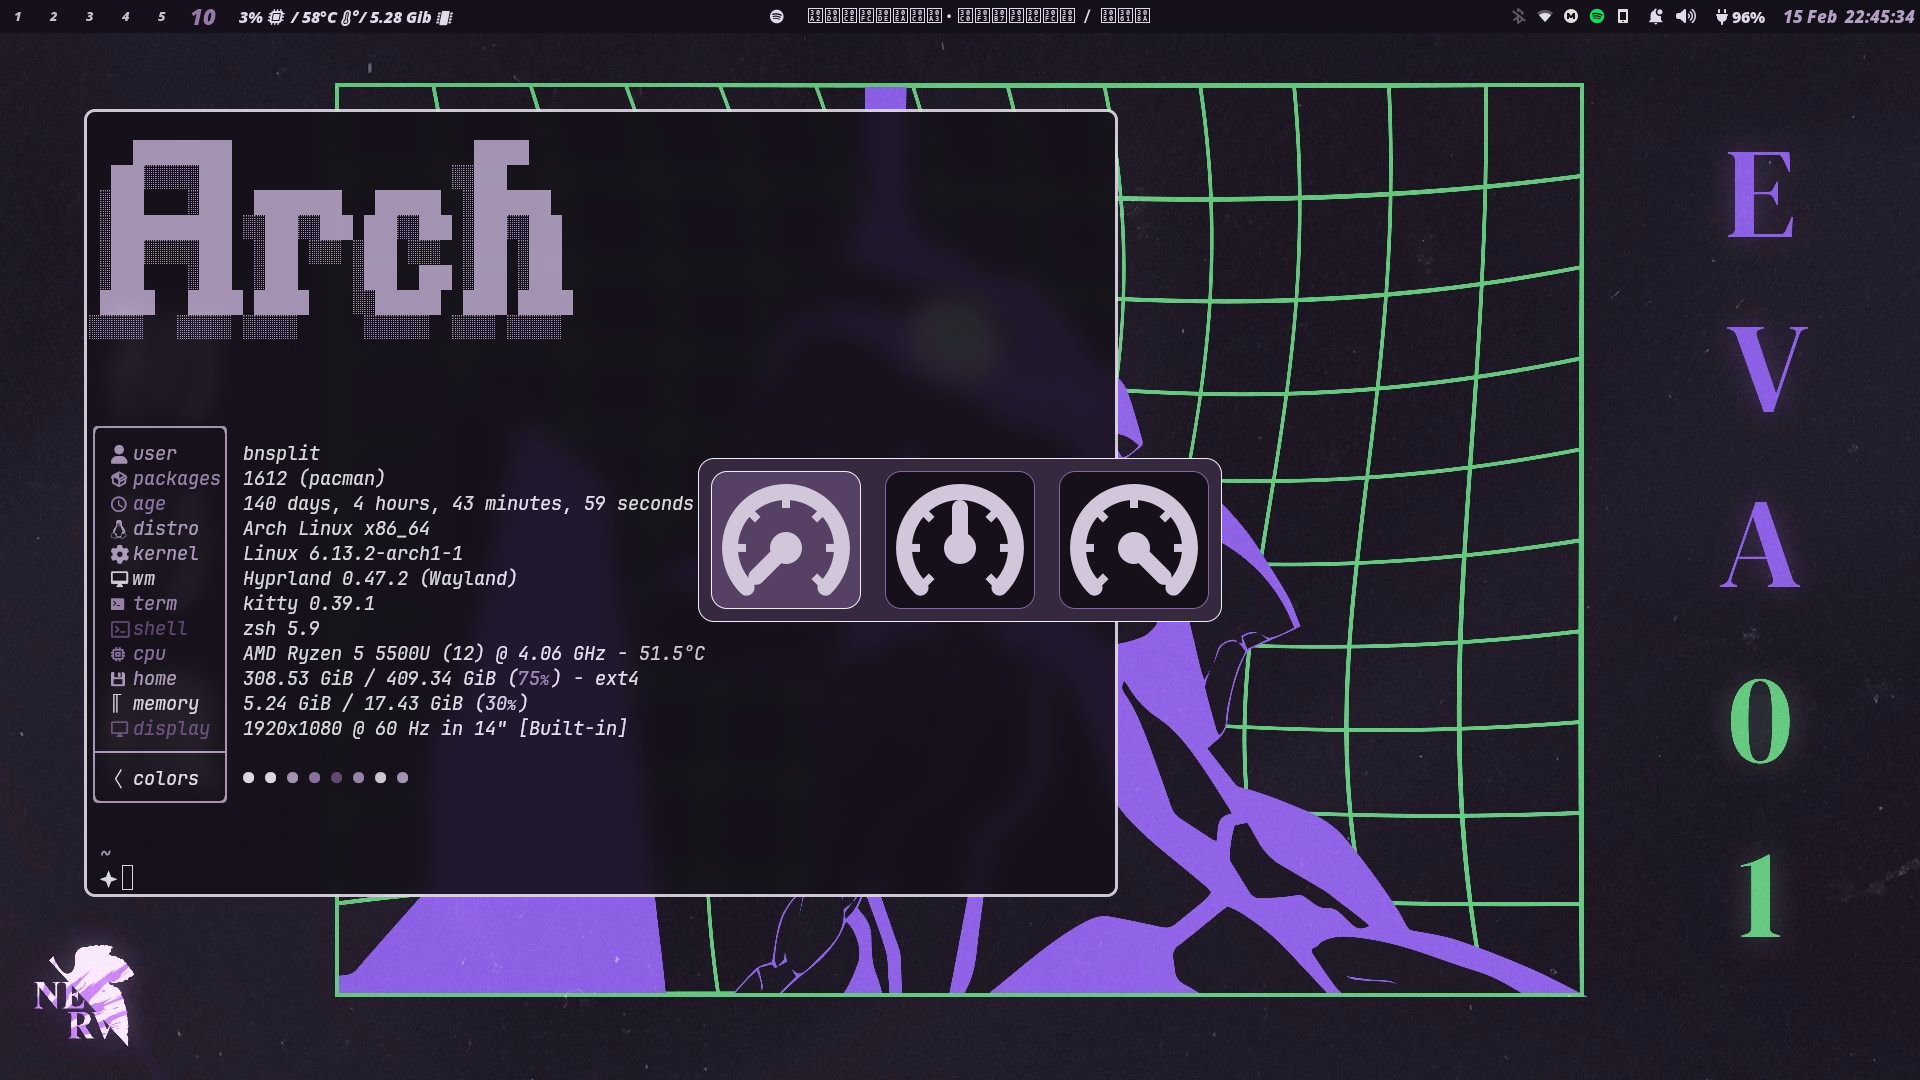 1 2 3 4 5 10 3% / 58°C / 5.28 Gib
96% 15 Feb 22:45:34
Arch
user bnsplit
packages 1612 (pacman)
age 140 days, 4 hours, 43 minutes, 59 seconds
distro Arch Linux x86_64
kernel Linux 6.13.2-arch1-1
wm Hyprland 0.47.2 (Wayland)
term kitty 0.39.1
shell zsh 5.9
cpu AMD Ryzen 5 5500U (12) @ 4.06 GHz - 51.5°C
home 308.53 GiB / 409.34 GiB (75%) - ext4
memory 5.24 GiB / 17.43 GiB (30%)
display 1920x1080 @ 60 Hz in 14" [Built-in]
colors
~
E
V
A
0
1
NE
RV